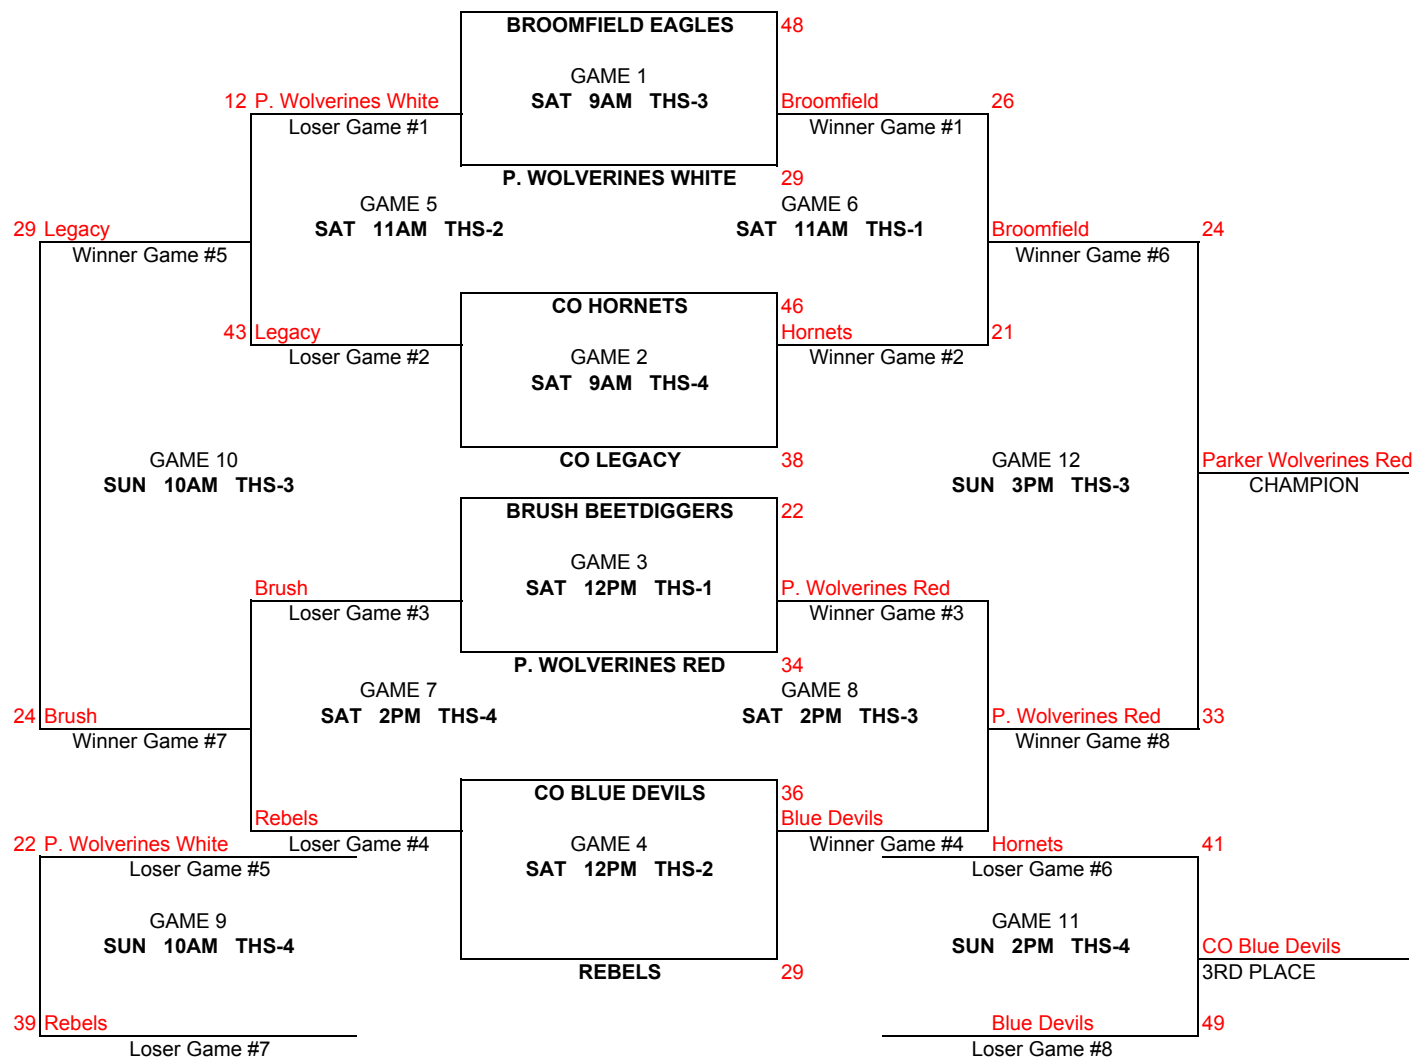 BROOMFIELD EAGLES 48
GAME 1
12 P. Wolverines White SAT 9AM THS-3 Broomfield 26
Loser Game #1 Winner Game #1
P. WOLVERINES WHITE 29
GAME 5 GAME 6
29 Legacy SAT 11AM THS-2 SAT 11AM THS-1 Broomfield 24
Winner Game #5 Winner Game #6
CO HORNETS 46
43 Legacy Hornets 21
Loser Game #2 GAME 2 Winner Game #2
SAT 9AM THS-4
GAME 10 CO LEGACY 38 GAME 12 Parker Wolverines Red
SUN 10AM THS-3 SUN 3PM THS-3 CHAMPION
BRUSH BEETDIGGERS 22
GAME 3
Brush SAT 12PM THS-1 P. Wolverines Red
Loser Game #3 Winner Game #3
P. WOLVERINES RED 34
GAME 7 GAME 8
24 Brush SAT 2PM THS-4 SAT 2PM THS-3 P. Wolverines Red 33
Winner Game #7 Winner Game #8
CO BLUE DEVILS 36
Rebels Blue Devils
22 P. Wolverines White Loser Game #4 GAME 4 Winner Game #4 Hornets 41
Loser Game #5 SAT 12PM THS-2 Loser Game #6
GAME 9 GAME 11
SUN 10AM THS-4 SUN 2PM THS-4 CO Blue Devils
REBELS 29 3RD PLACE
39 Rebels Blue Devils 49
Loser Game #7 Loser Game #8